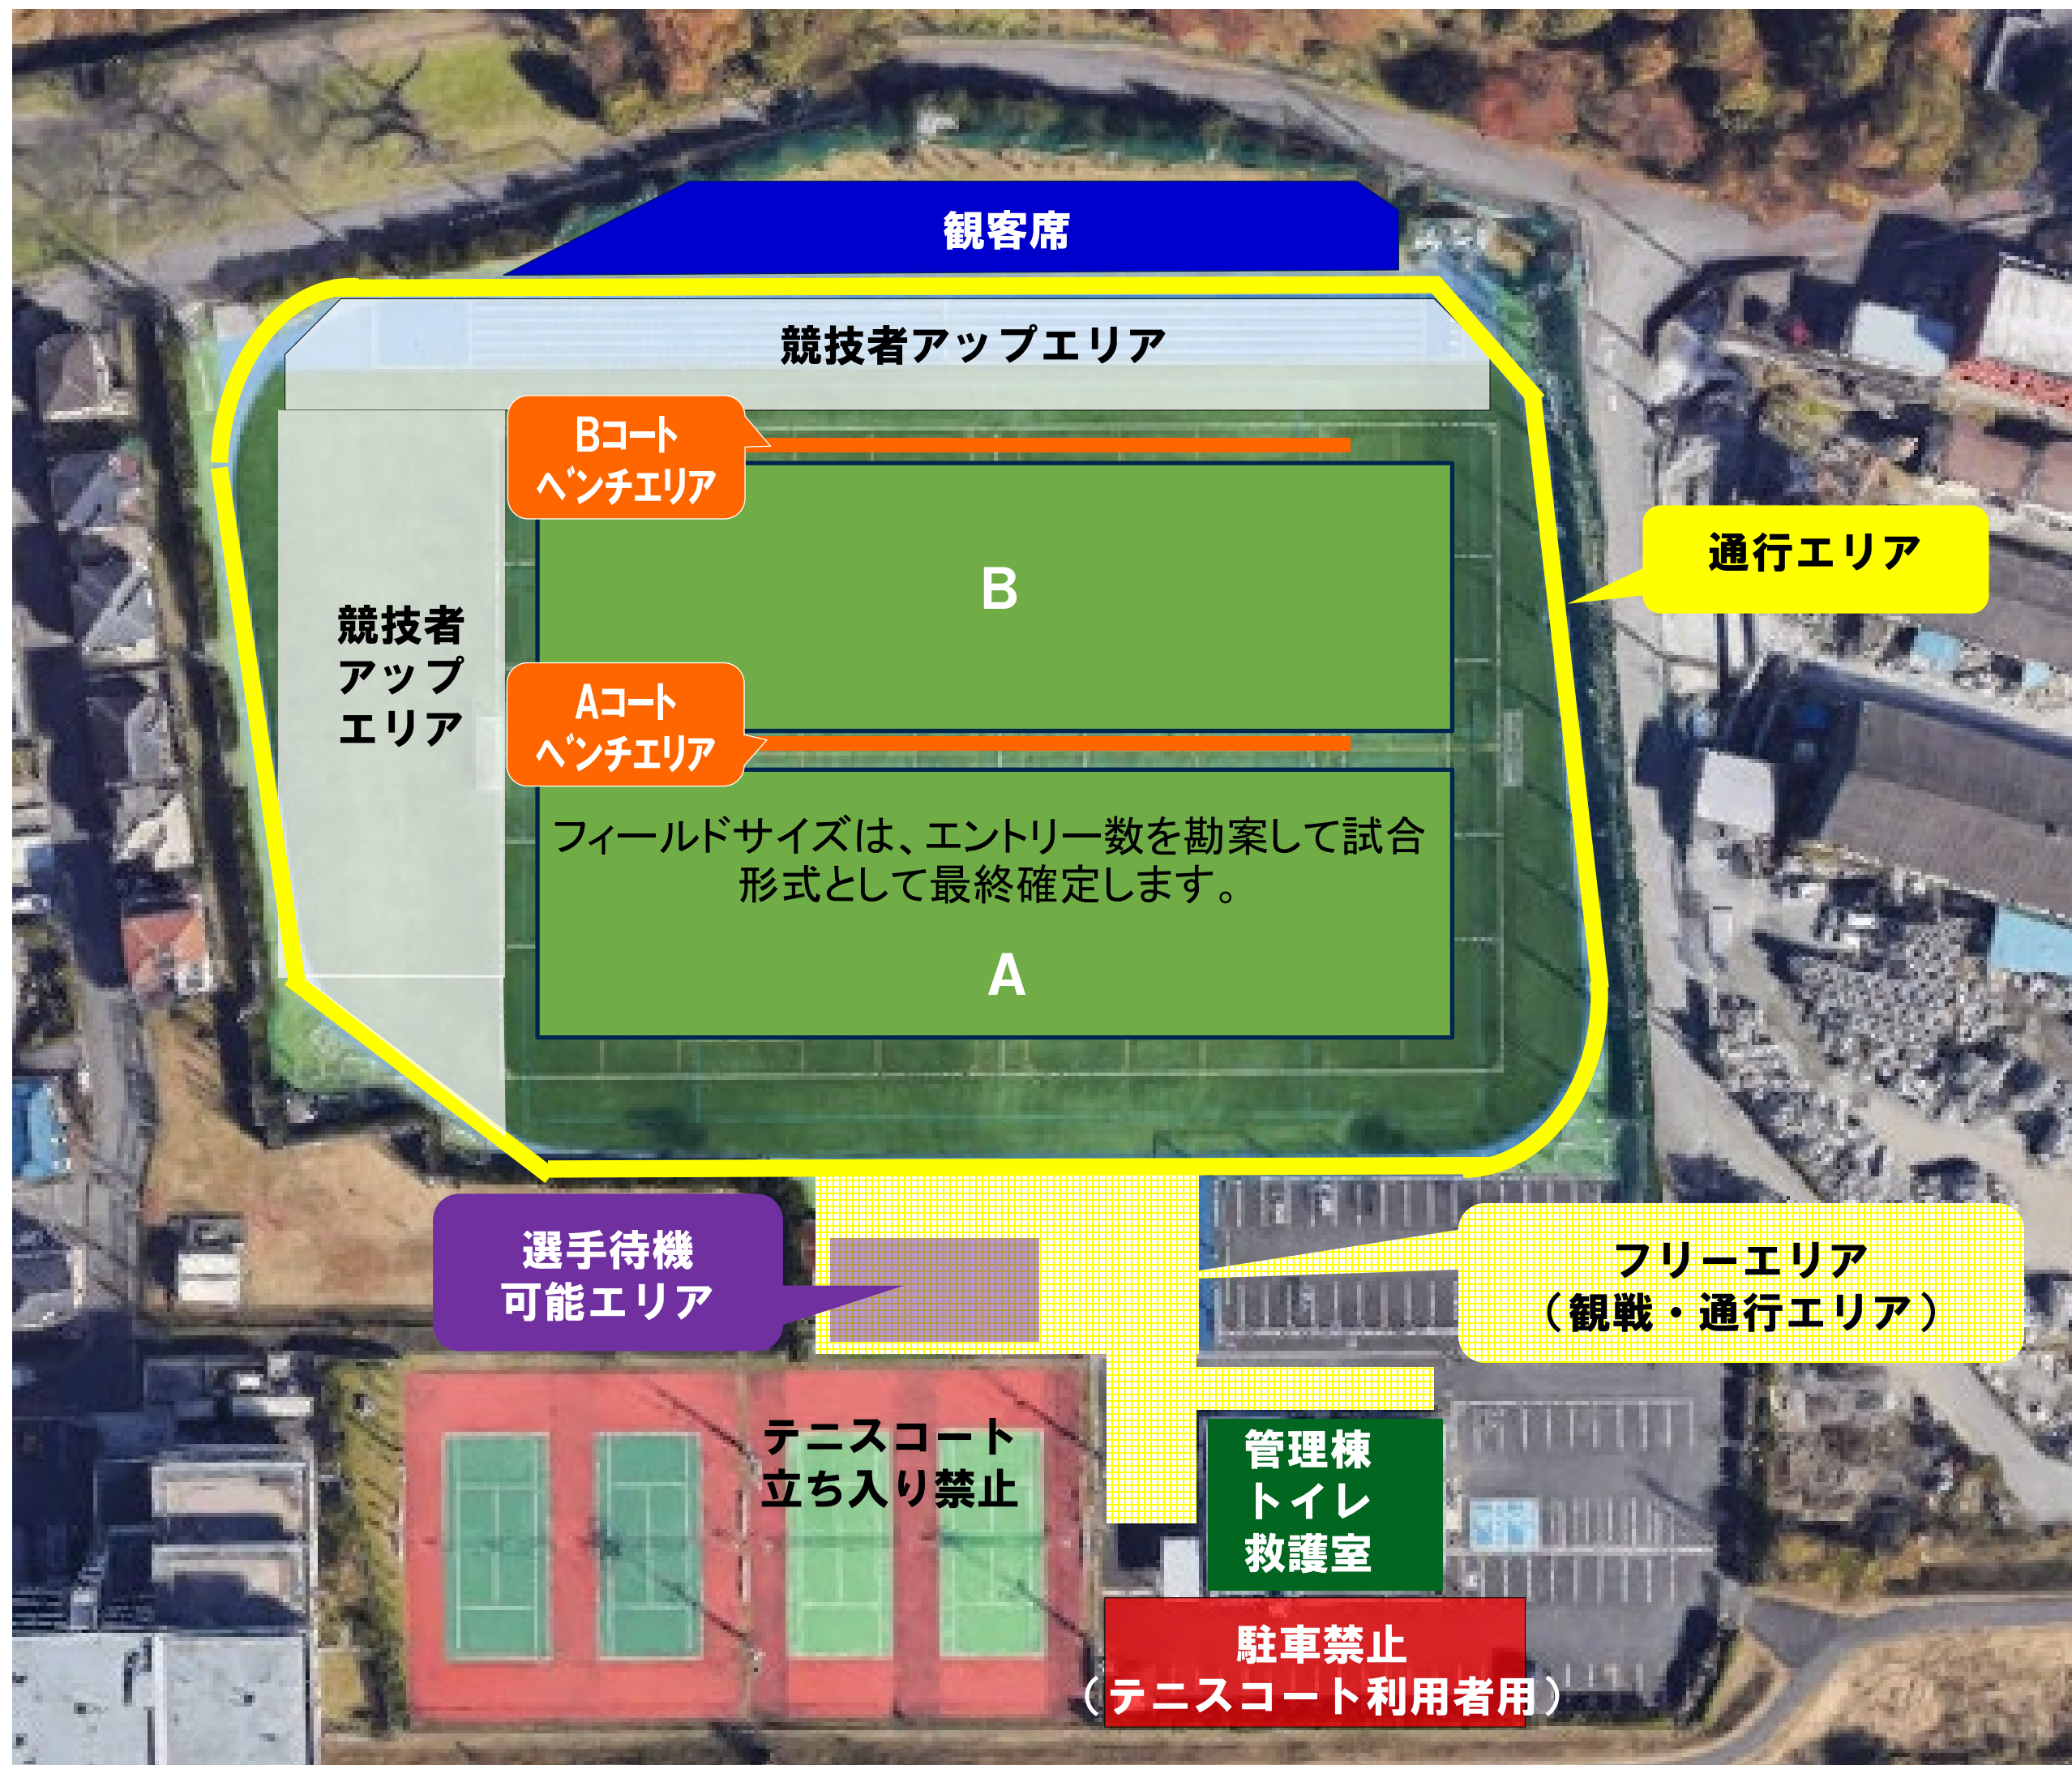 観客席
競技者アップエリア
Bコート
ベンチエリア
B
通行エリア
競技者
アップ
エリア
Aコート
ベンチエリア
フィールドサイズは、エントリー数を勘案して試合
形式として最終確定します。
A
選手待機
可能エリア
フリーエリア
（観戦・通行エリア）
テニスコート
立ち入り禁止
管理棟
トイレ
救護室
駐車禁止
（テニスコート利用者用）